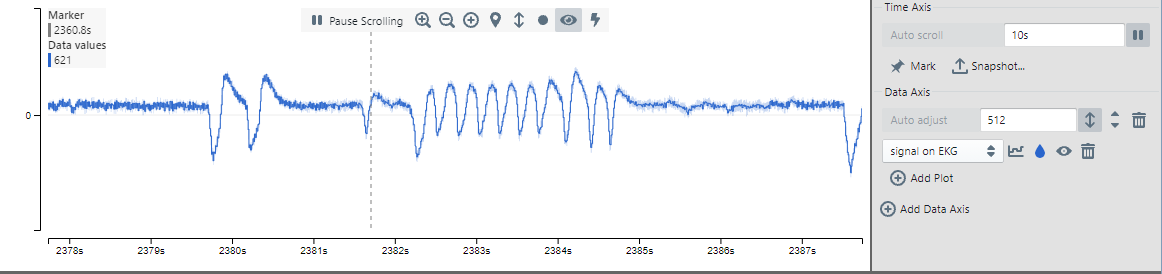 Marker
2360.8s
Data values
621
Pause Scrolling
0
2378s 2379s 2380s 2381s 2382s 2383s 2384s 2385s 2386s 2387s
Time Axis
Auto scroll 10s
Mark Snapshot...
Data Axis
Auto adjust 512
signal on EKG
Add Plot
Add Data Axis